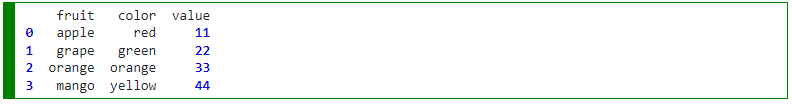 fruit color value
0 apple red 11
1 grape green 22
2 orange orange 33
3 mango yellow 44